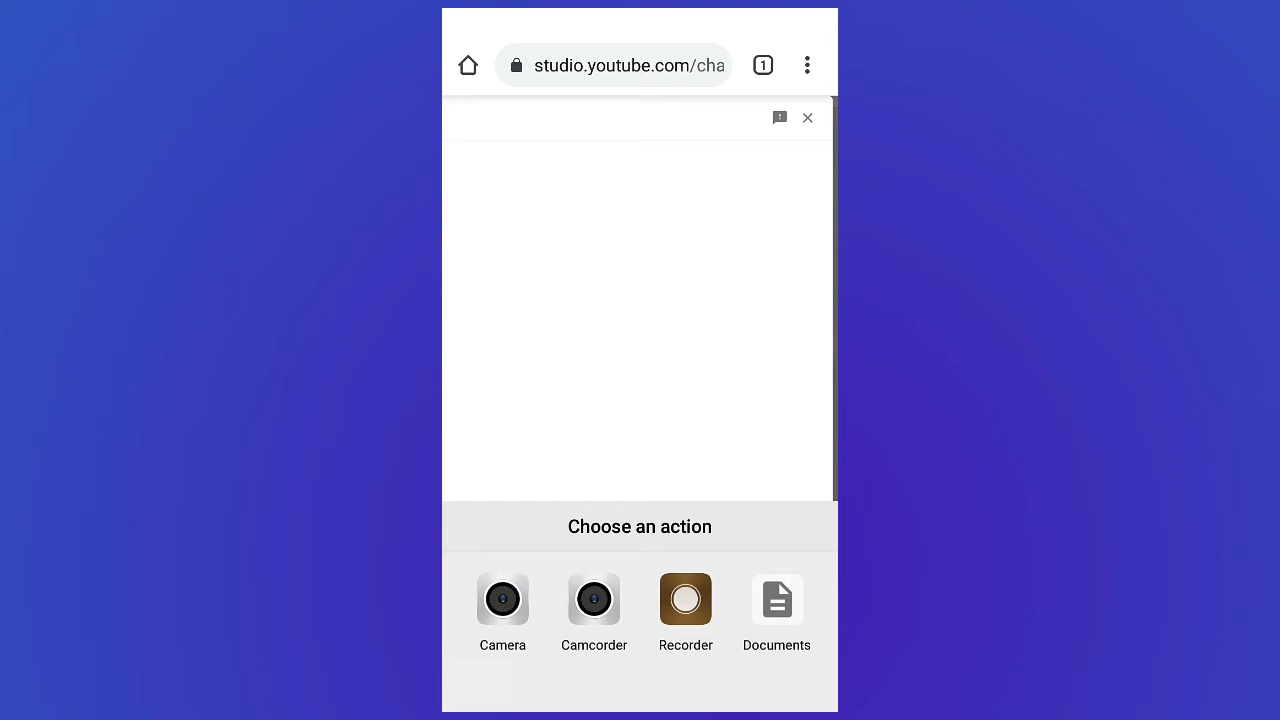 studio.youtube.com/cha
1
Choose an action
Camera
Camcorder
Recorder
Documents